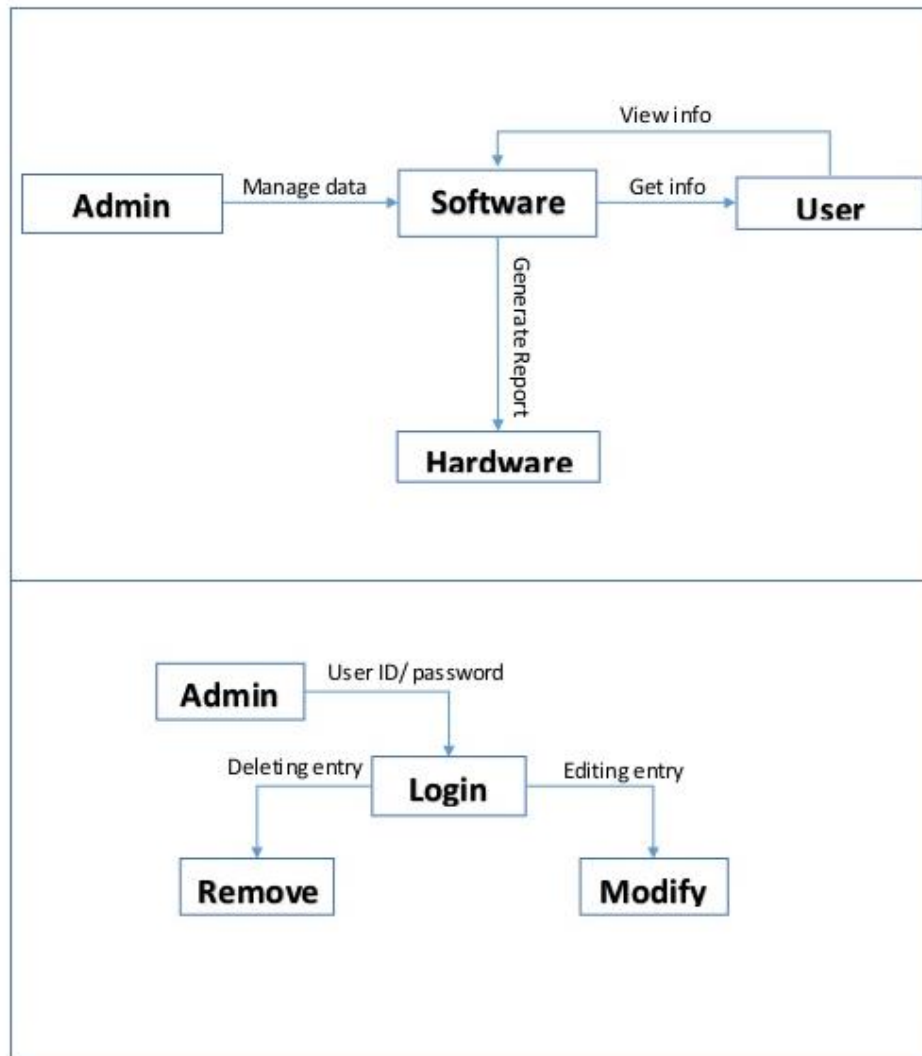 View info
Admin
Manage data
Software
Get info
User
Generate Report
Hardware
Admin
User ID/ password
Deleting entry
Login
Editing entry
Remove
Modify